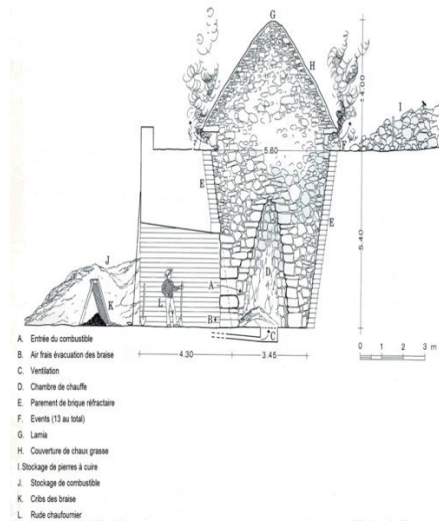 G
H
I
F
5.60
14.00
E
E
5.40
J
K
L
A
D
B
C
4.30
3.45
0 1 2 3 m
A. Entrée du combustible
B. Air frais évacuation des braise
C. Ventilation
D. Chambre de chauffe
E. Parement de brique réfractaire
F. Events (13 au total)
G. Lamia
H. Couverture de chaux grasse
I. Stockage de pierres à cuire
J. Stockage de combustible
K. Cribs des braise
L. Rude chaufournier